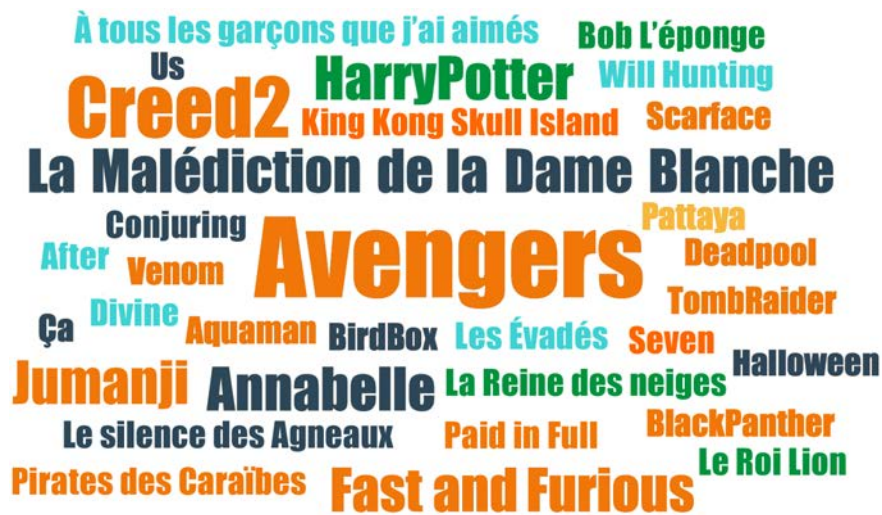 À tous les garçons que j'ai aimés
Bob L'éponge
Us
HarryPotter
Will Hunting
Creed2
King Kong Skull Island
Scarface
La Malédiction de la Dame Blanche
Conjuring
Avengers
Pattaya
After
Venom
Deadpool
TombRaider
Ça
Divine
Aquaman
BirdBox
Les Évadés
Seven
Halloween
Jumanji
Annabelle
La Reine des neiges
Le silence des Agneaux
Paid in Full
BlackPanther
Le Roi Lion
Pirates des Caraïbes
Fast and Furious